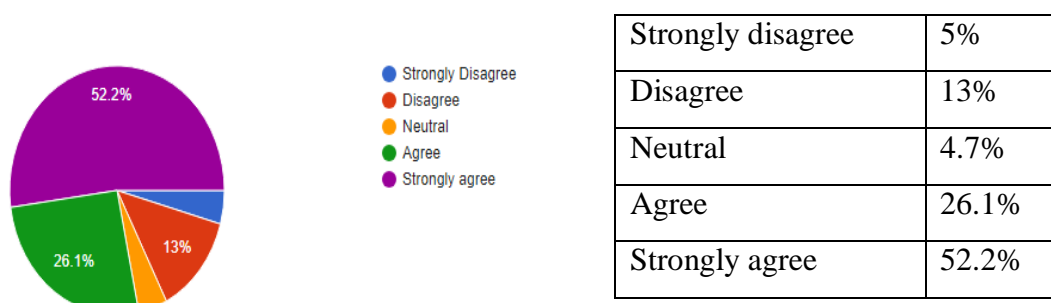 52.2%
26.1%
13%
Strongly Disagree
Disagree
Neutral
Agree
Strongly agree
Strongly disagree 5%
Disagree 13%
Neutral 4.7%
Agree 26.1%
Strongly agree 52.2%